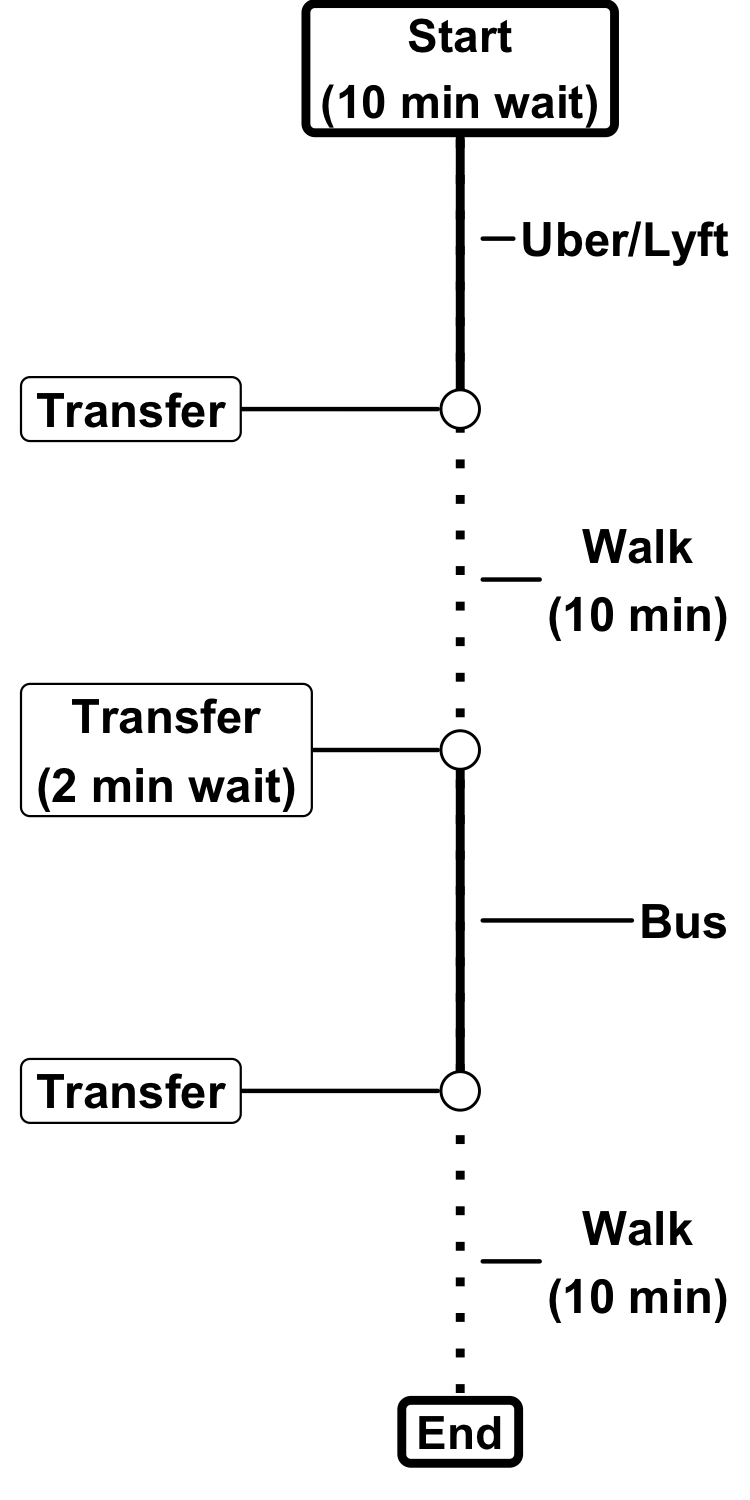 Start
(10 min wait)
Uber/Lyft
Transfer
Walk
(10 min)
Transfer
(2 min wait)
Bus
Transfer
Walk
(10 min)
End